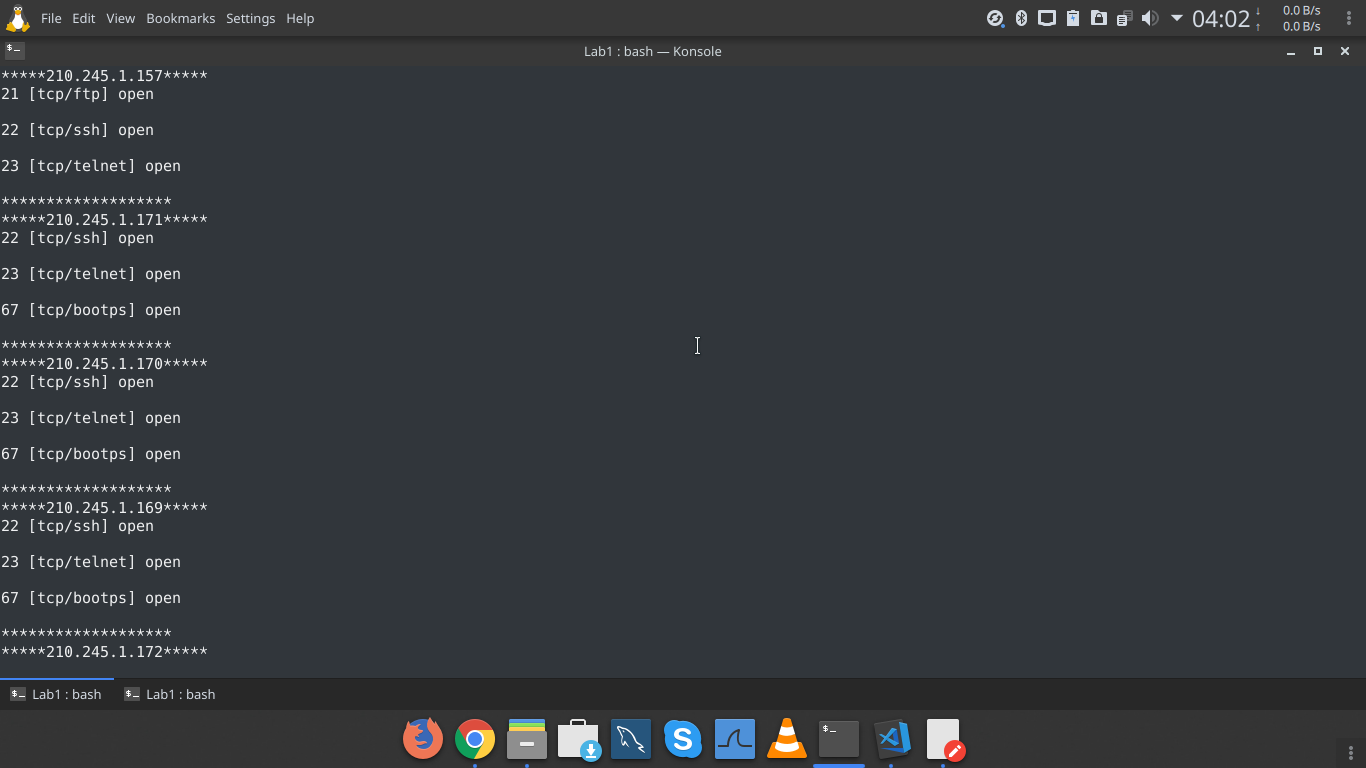 File Edit View Bookmarks Settings Help
04:02
0.0 B/s
0.0 B/s
Lab1 : bash — Konsole
*****210.245.1.157*****
21 [tcp/ftp] open
22 [tcp/ssh] open
23 [tcp/telnet] open
*******************
*****210.245.1.171*****
22 [tcp/ssh] open
23 [tcp/telnet] open
67 [tcp/bootps] open
*******************
*****210.245.1.170*****
22 [tcp/ssh] open
23 [tcp/telnet] open
67 [tcp/bootps] open
*******************
*****210.245.1.169*****
22 [tcp/ssh] open
23 [tcp/telnet] open
67 [tcp/bootps] open
*******************
*****210.245.1.172*****
Lab1 : bash Lab1 : bash